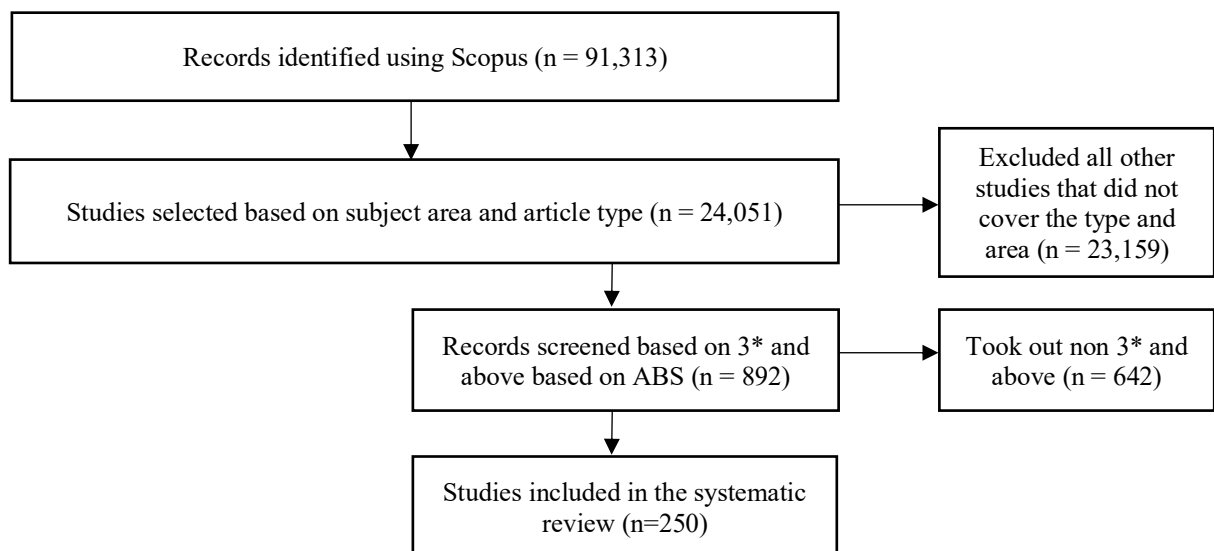 Records identified using Scopus (n = 91,313)
Studies selected based on subject area and article type (n = 24,051)
Excluded all other
studies that did not
cover the type and
area (n = 23,159)
Records screened based on 3* and
above based on ABS (n = 892)
Took out non 3* and
above (n = 642)
Studies included in the systematic
review (n=250)